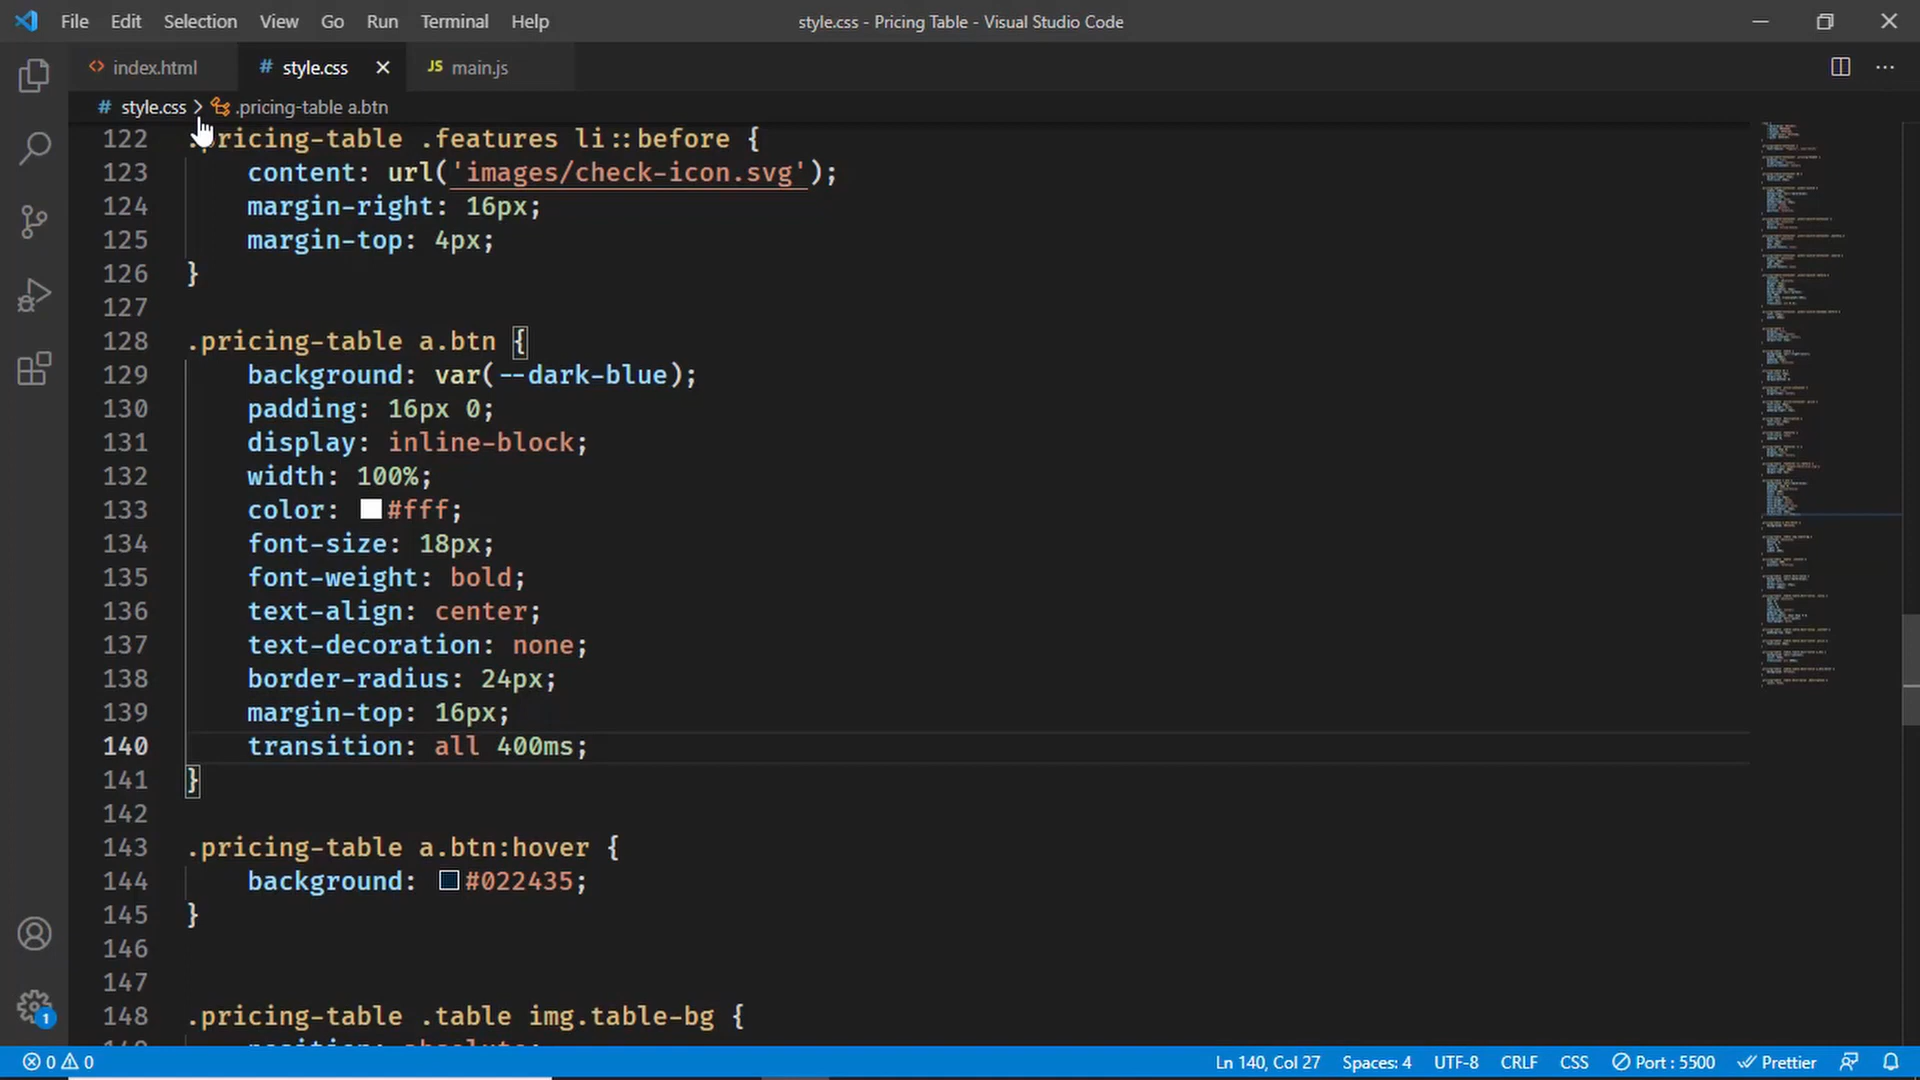 File Edit Selection View Go Run Terminal Help style.css - Pricing Table - Visual Studio Code
<> index.html # style.css JS main.js
# style.css > .pricing-table a.btn
122 .pricing-table .features li::before {
123 content: url('images/check-icon.svg');
124 margin-right: 16px;
125 margin-top: 4px;
126 }
127
128 .pricing-table a.btn {
129 background: var(--dark-blue);
130 padding: 16px 0;
131 display: inline-block;
132 width: 100%;
133 color: #fff;
134 font-size: 18px;
135 font-weight: bold;
136 text-align: center;
137 text-decoration: none;
138 border-radius: 24px;
139 margin-top: 16px;
140 transition: all 400ms;
141 }
142
143 .pricing-table a.btn:hover {
144 background: #022435;
145 }
146
147
148 .pricing-table .table img.table-bg {
1
0 0 Ln 140, Col 27 Spaces: 4 UTF-8 CRLF CSS Port : 5500 Prettier